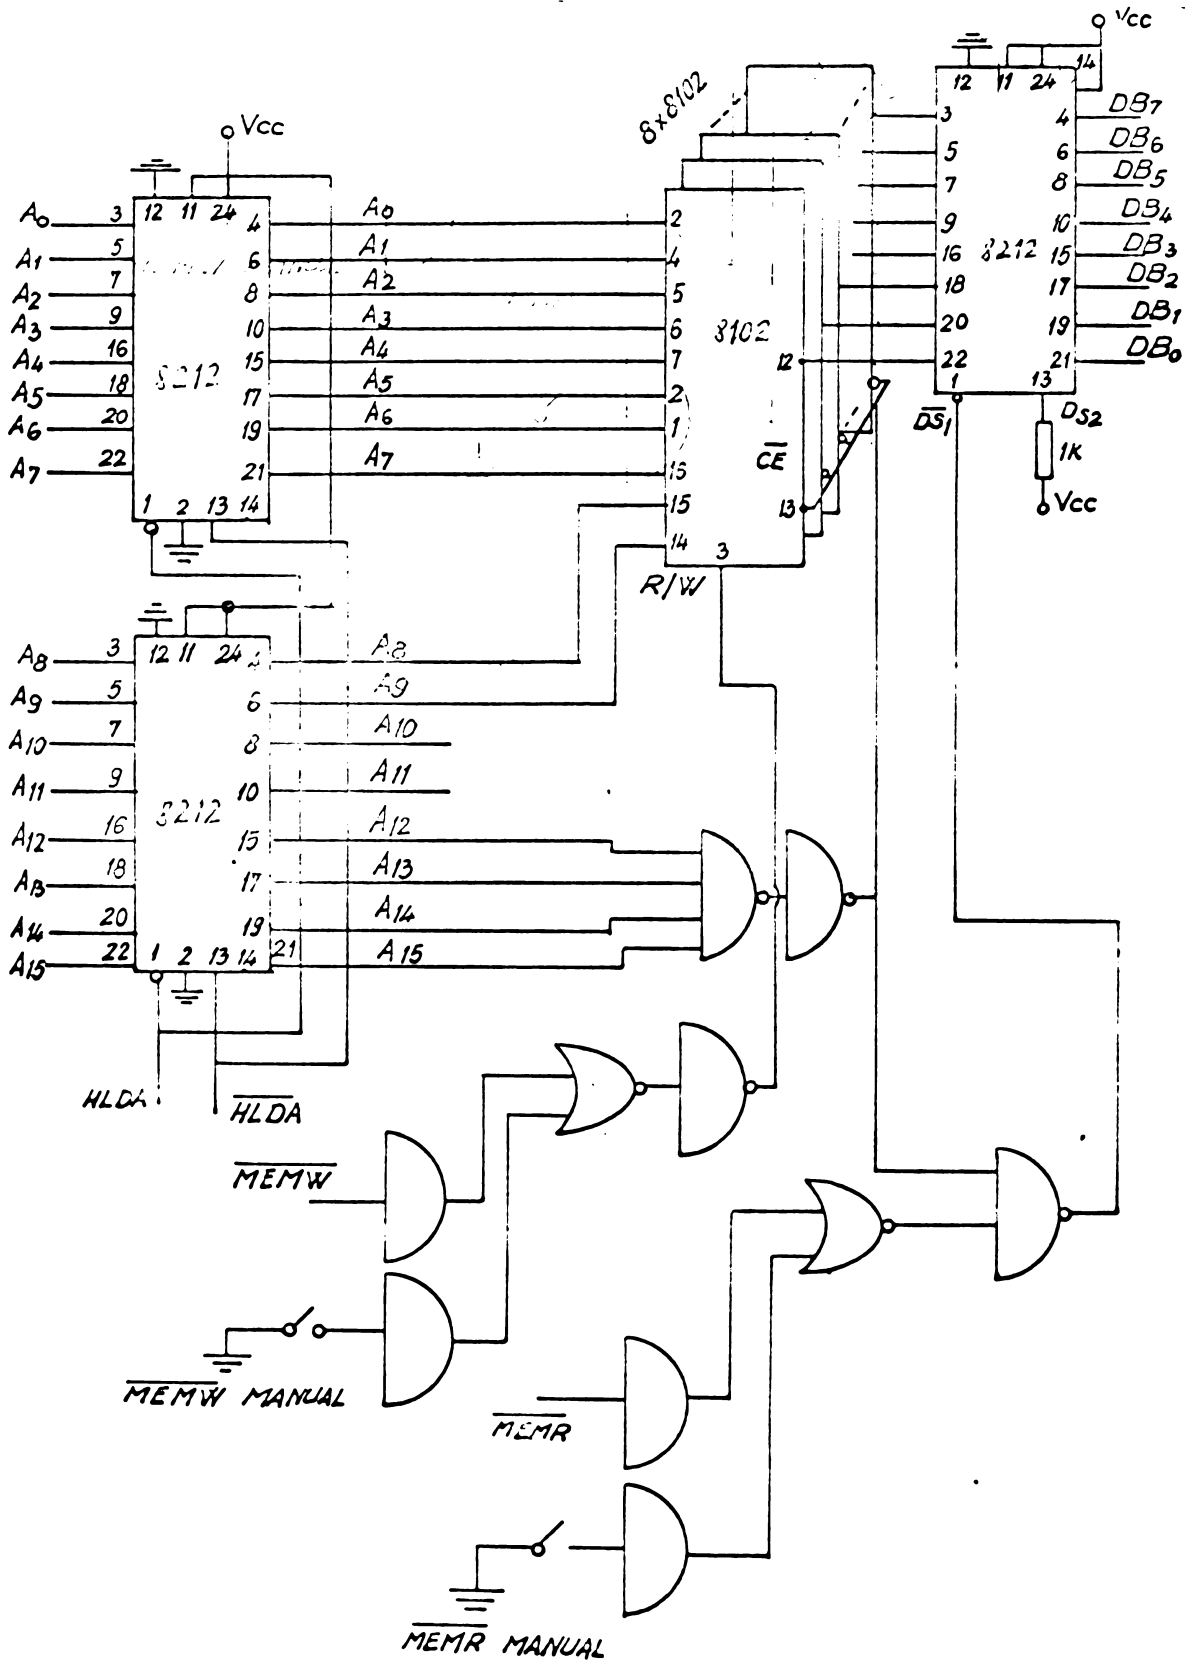 Vcc
12 11 24 14
3 4 DB7
5 6 DB6
7 8 DB5
9 10 DB4
16 8212 15 DB3
18 17 DB2
20 19 DB1
22 21 DB0
1 13
DS1 DS2
1K
Vcc
8x8102
Vcc
12 11 24
A0 3 4 A0 2
A1 5 6 A1 4
A2 7 8 A2 5
A3 9 10 A3 6
A4 16 15 A4 7
8212
A5 18 17 A5 2
A6 20 19 A6 1
A7 22 21 A7 16
1 2 13 14
8102
12
CE
13
15
14
3
R/W
12 11 24
A8 3 4 A8
A9 5 6 A9
A10 7 8 A10
A11 9 10 A11
8212
A12 16 15 A12
A13 18 17 A13
A14 20 19 A14
A15 22 21 A15
1 2 13 14
HLDA
HLDA
MEMW
MEMW MANUAL
MEMR
MEMR MANUAL